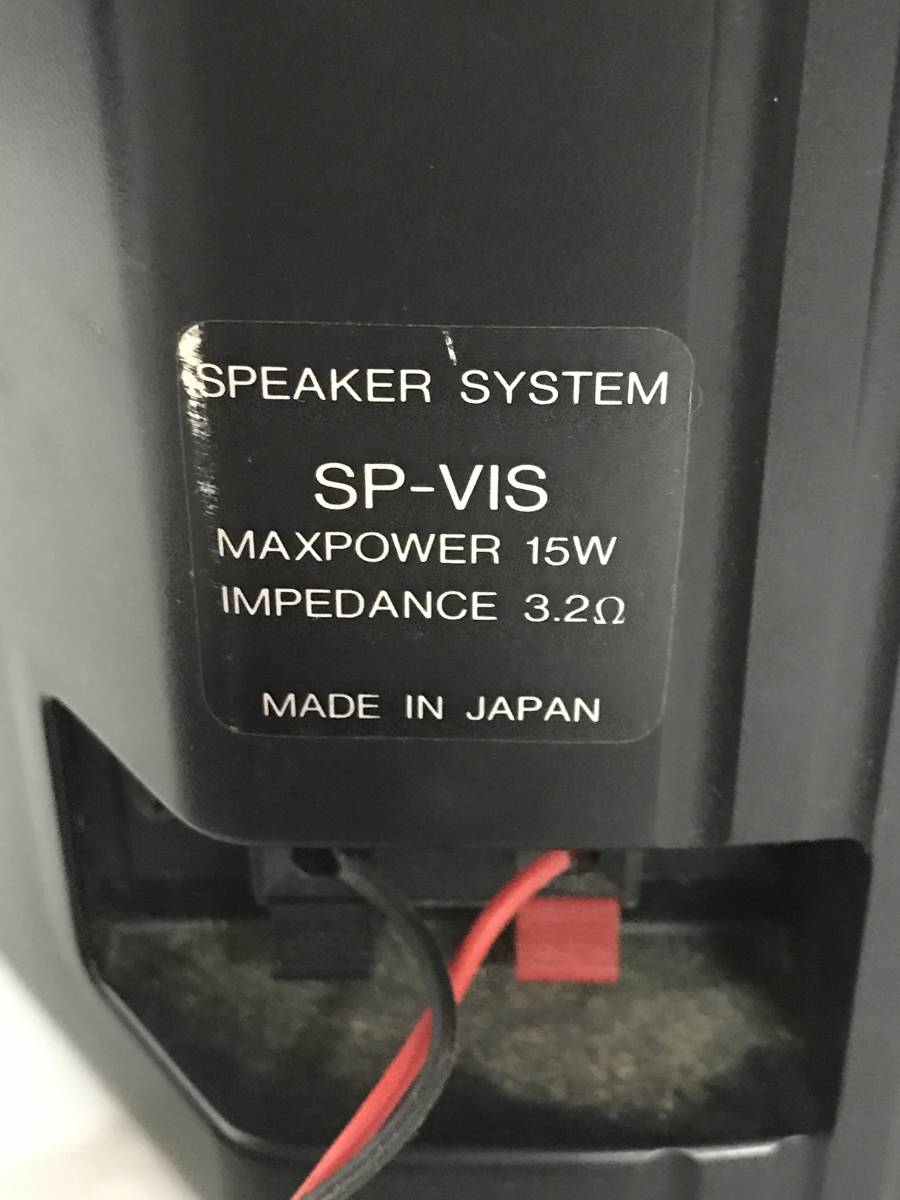 SPEAKER SYSTEM
SP-VIS
MAXPOWER 15W
IMPEDANCE 3.2Ω
MADE IN JAPAN